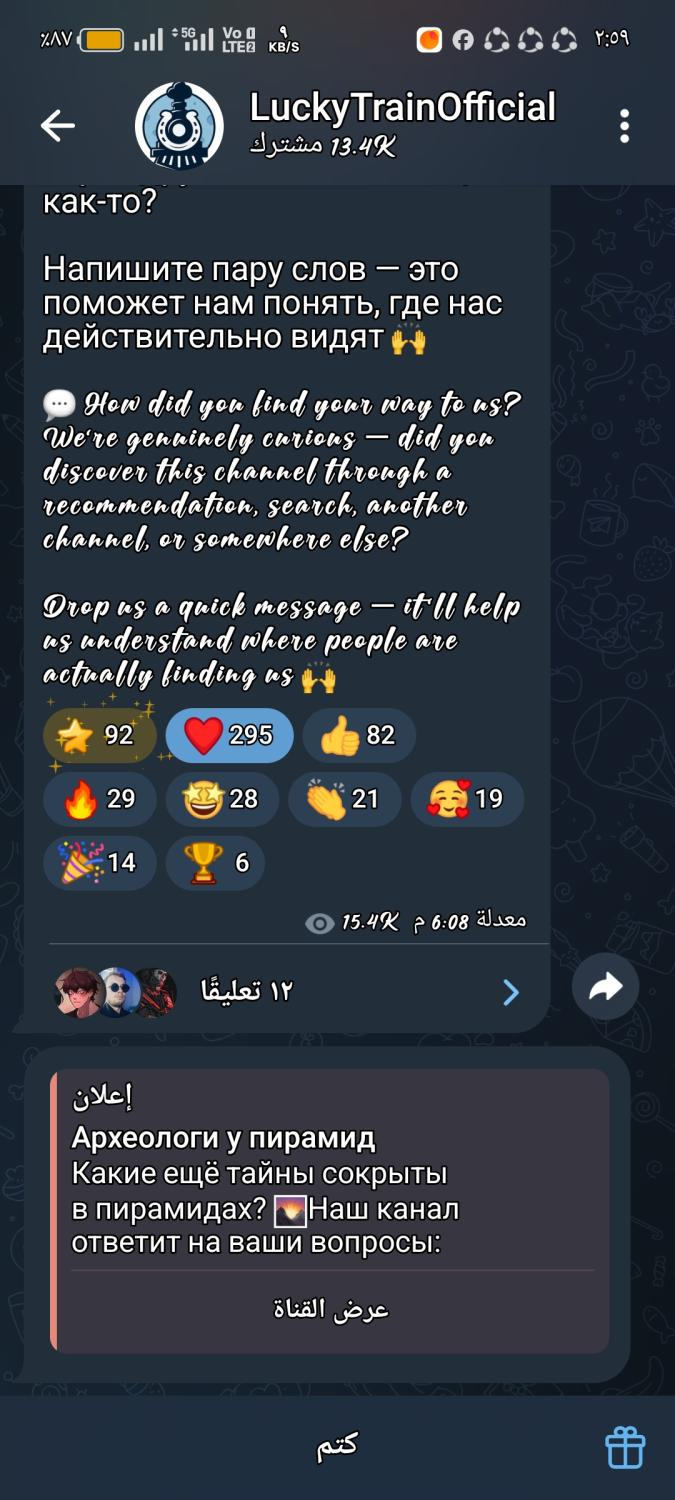 ٪٨٧ 5G Vo 1 LTE2 ٩ KB/S ٢:٥٩
LuckyTrainOfficial
13.4K مشترك
как-то?
Напишите пару слов — это
поможет нам понять, где нас
действительно видят 🙌
💬 How did you find your way to us?
We're genuinely curious — did you
discover this channel through a
recommendation, search, another
channel, or somewhere else?
Drop us a quick message — it'll help
us understand where people are
actually finding us 🙌
⭐ 92 ❤️ 295 👍 82
🔥 29 🤩 28 👏 21 🥰 19
🎉 14 🏆 6
15.4K معدلة 6:08 م
١٢ تعليقًا
إعلان
Археологи у пирамид
Какие ещё тайны сокрыты
в пирамидах? 🌄Наш канал
ответит на ваши вопросы:
عرض القناة
كتم